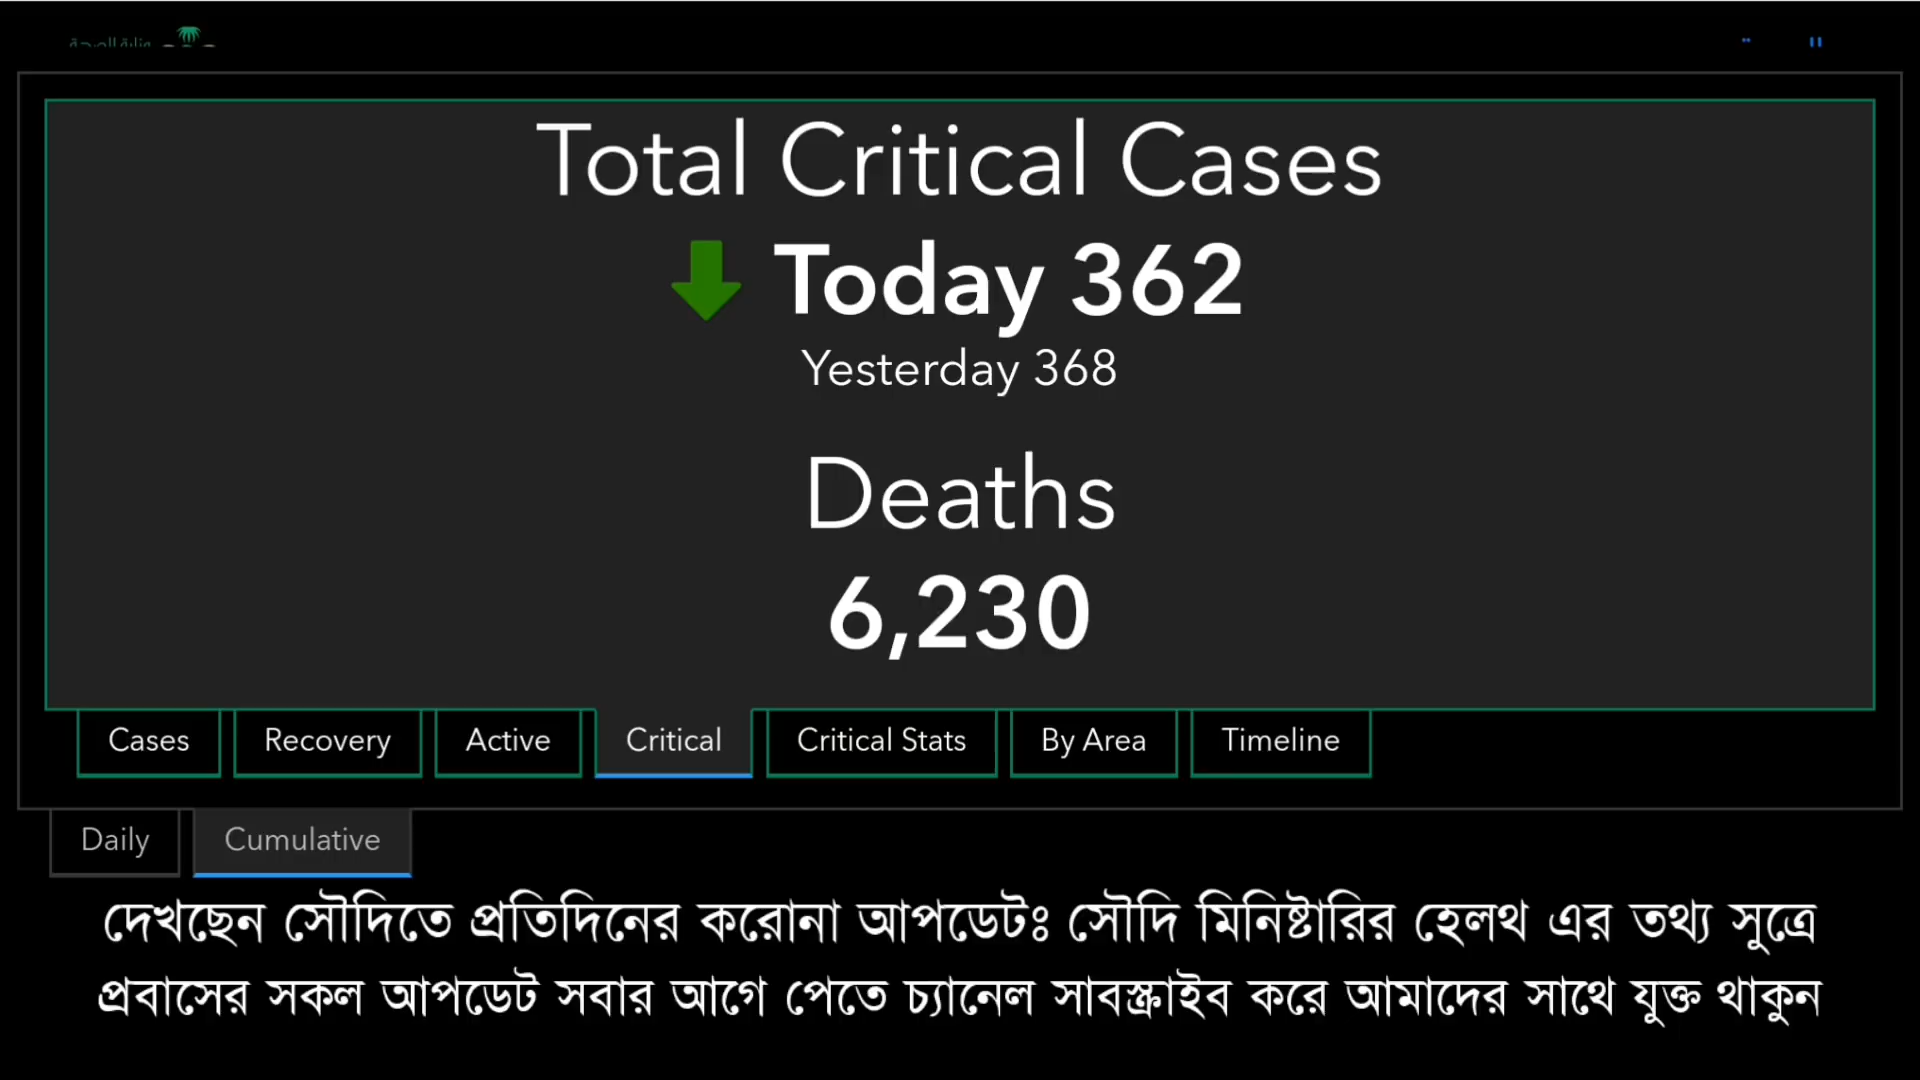 Total Critical Cases
Today 362
Yesterday 368
Deaths
6,230
Cases Recovery Active Critical Critical Stats By Area Timeline
Daily Cumulative
দেখছেন সৌদিতে প্রতিদিনের করোনা আপডেটঃ সৌদি মিনিষ্টারির হেলথ এর তথ্য সুত্রে
প্রবাসের সকল আপডেট সবার আগে পেতে চ্যানেল সাবস্ক্রাইব করে আমাদের সাথে যুক্ত থাকুন